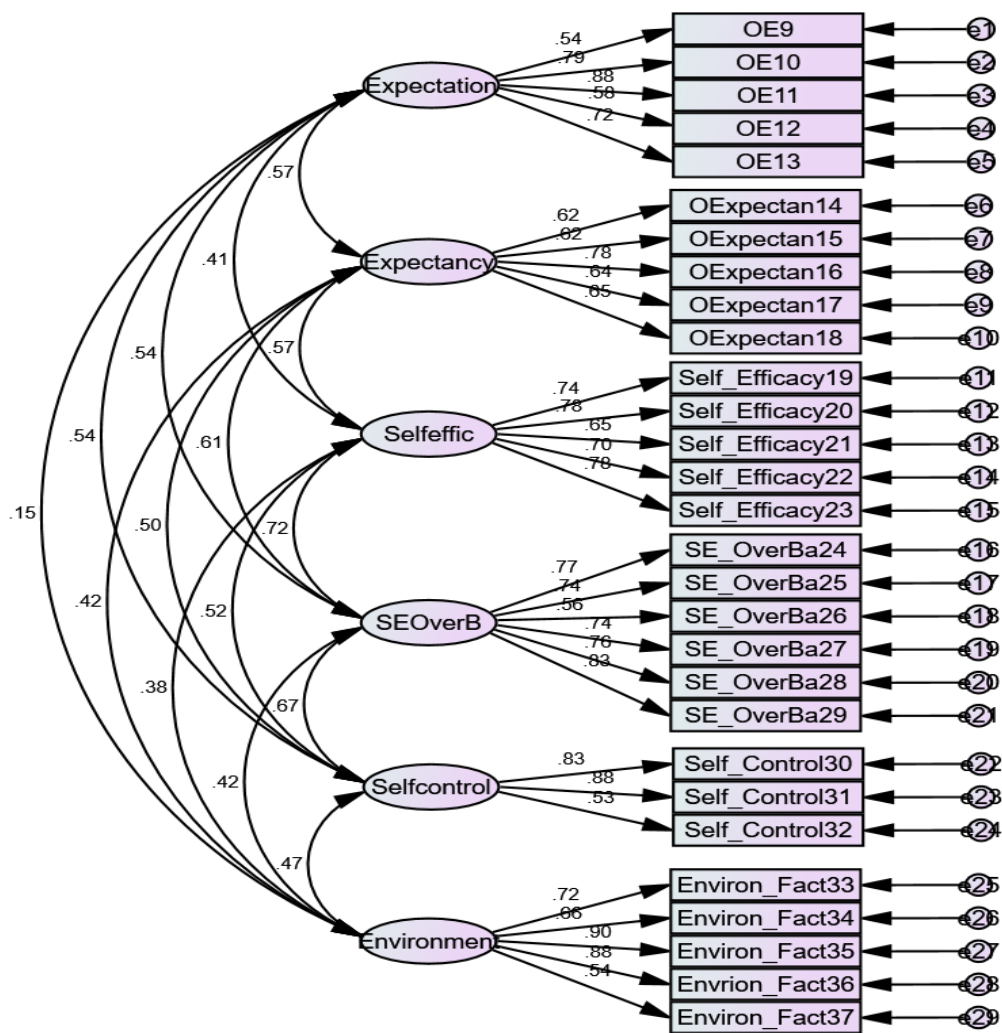 OE9
e1
.54
OE10
e2
.79
Expectation
.88
OE11
e3
.58
OE12
e4
.72
OE13
e5
.57
OExpectan14
e6
.62
OExpectan15
e7
.62
Expectancy
.78
OExpectan16
e8
.64
OExpectan17
e9
.65
OExpectan18
e10
.41
.57
.54
Self_Efficacy19
e11
.74
Self_Efficacy20
e12
.78
Selfeffic
.65
Self_Efficacy21
e13
.70
Self_Efficacy22
e14
.78
Self_Efficacy23
e15
.54
.61
.15
.50
.72
SE_OverBa24
e16
.77
SE_OverBa25
e17
.74
SEOverB
.56
SE_OverBa26
e18
.74
SE_OverBa27
e19
.76
SE_OverBa28
e20
.83
SE_OverBa29
e21
.42
.52
.38
.67
Self_Control30
e22
.83
Selfcontrol
.88
Self_Control31
e23
.53
Self_Control32
e24
.42
.47
Environ_Fact33
e25
.72
Environ_Fact34
e26
.66
Environmen
.90
Environ_Fact35
e27
.88
Envrion_Fact36
e28
.54
Environ_Fact37
e29